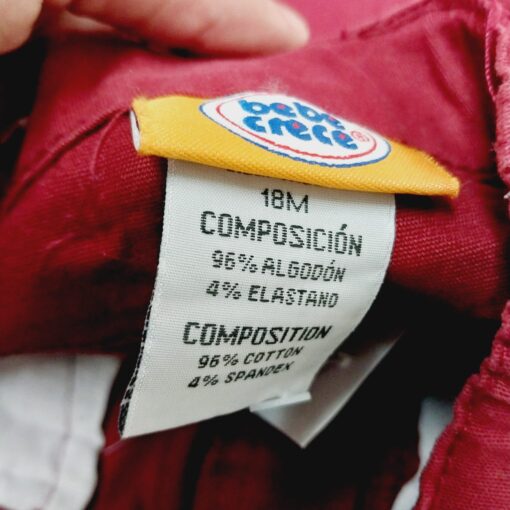 bebe
crece®
18M
COMPOSICIÓN
96% ALGODÓN
4% ELASTANO
COMPOSITION
96% COTTON
4% SPANDEX